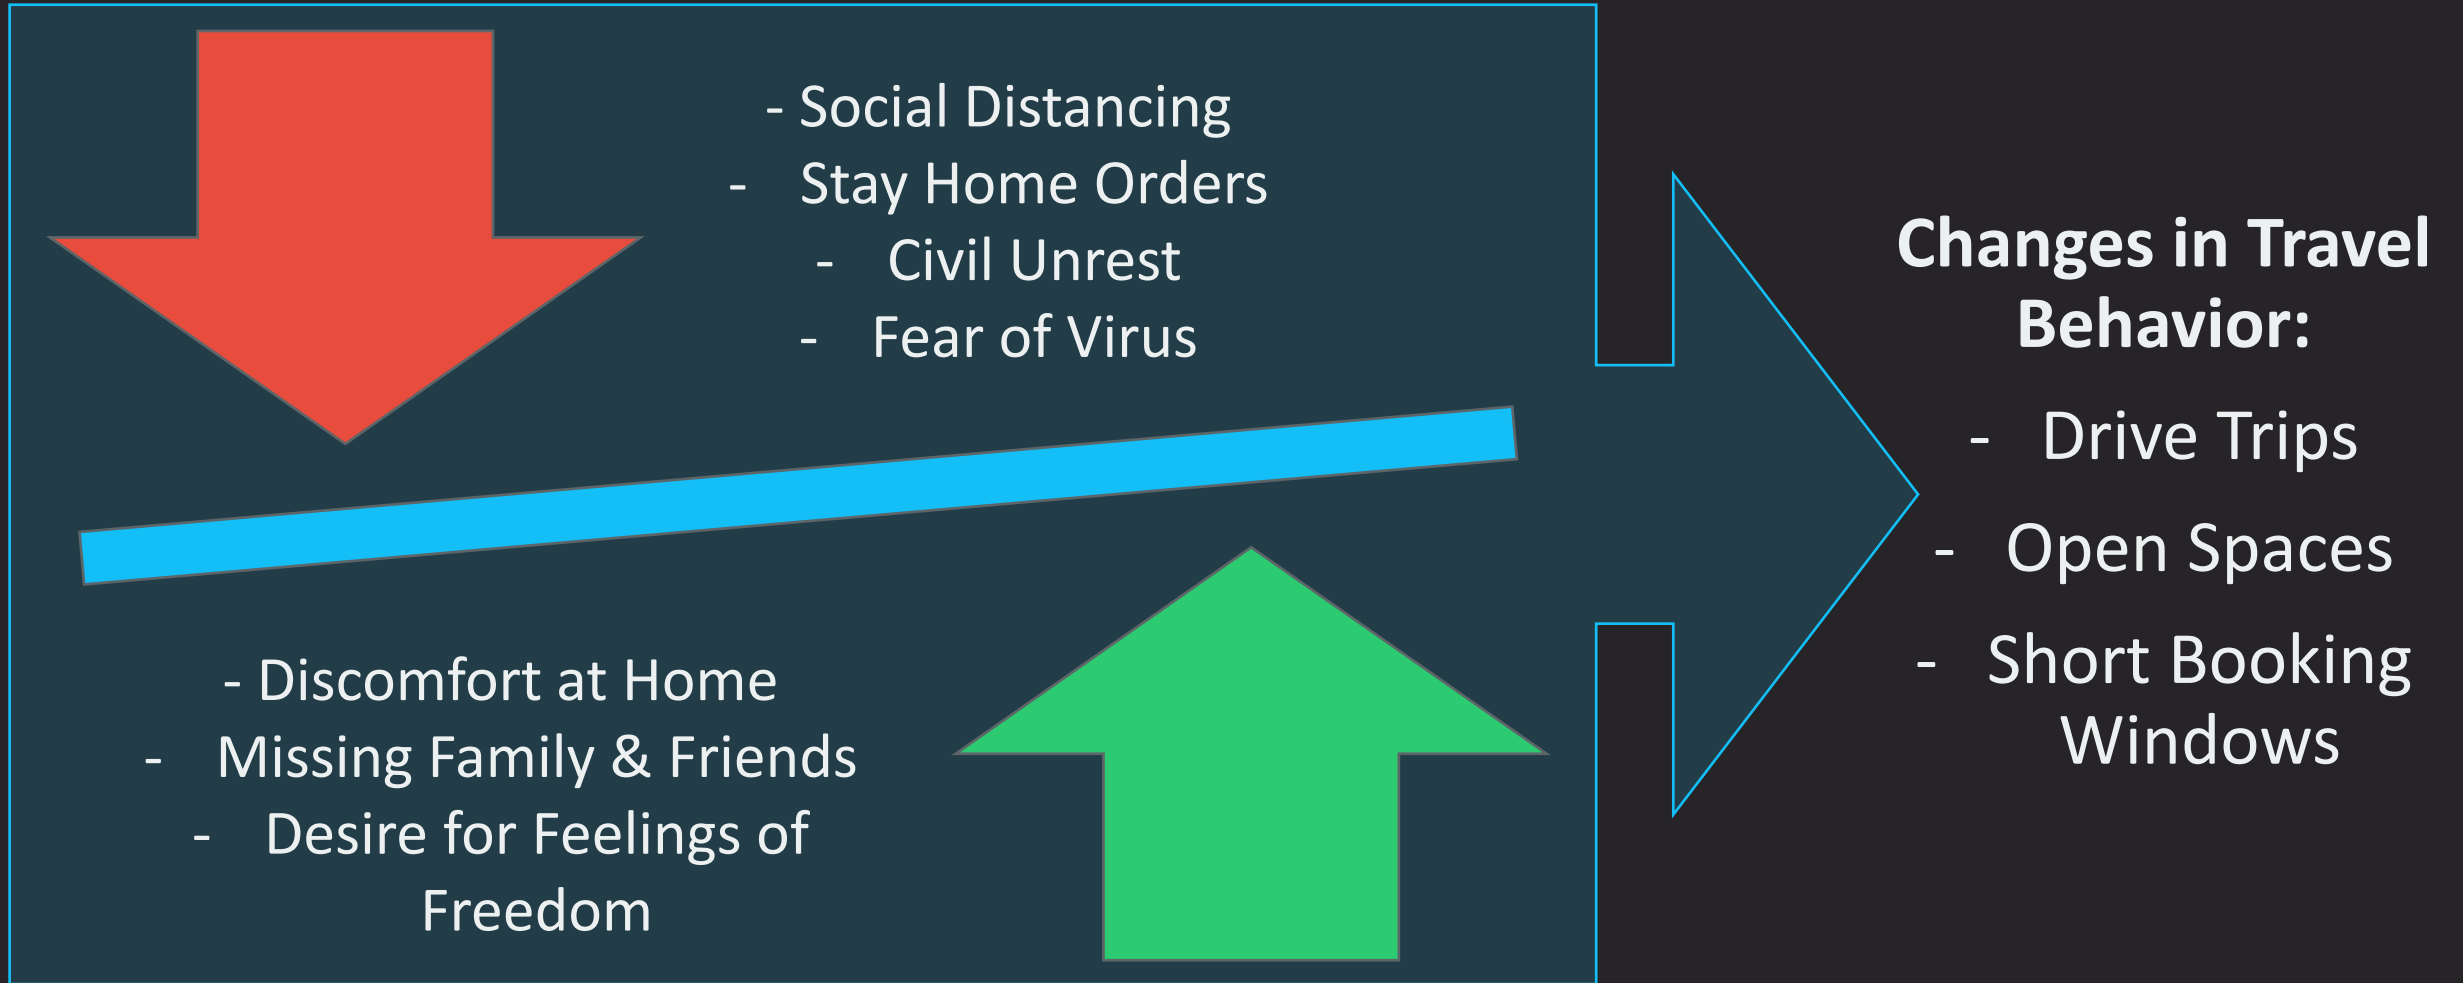 - Social Distancing
- Stay Home Orders
- Civil Unrest
- Fear of Virus
- Discomfort at Home
- Missing Family & Friends
- Desire for Feelings of
Freedom
Changes in Travel
Behavior:
- Drive Trips
- Open Spaces
- Short Booking
Windows